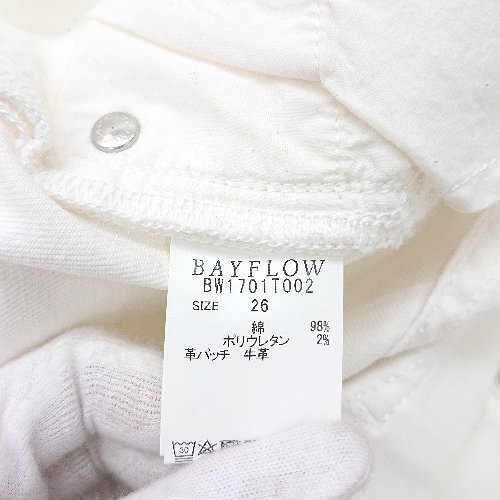 BAYFLOW
BW1701T002
SIZE 26
綿 98%
ポリウレタン 2%
革パッチ 牛革
30